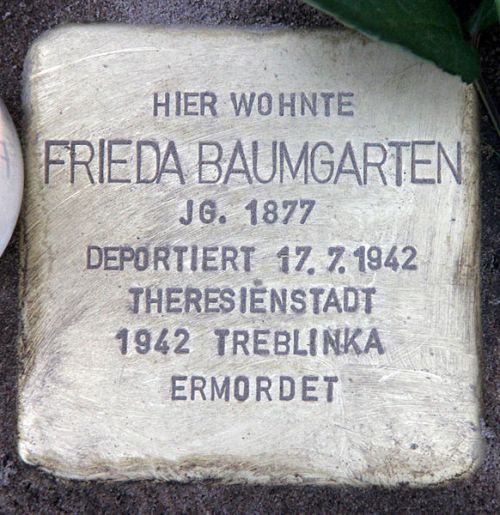 HIER WOHNTE
FRIEDA BAUMGARTEN
JG. 1877
DEPORTIERT 17.7.1942
THERESIENSTADT
1942 TREBLINKA
ERMORDET